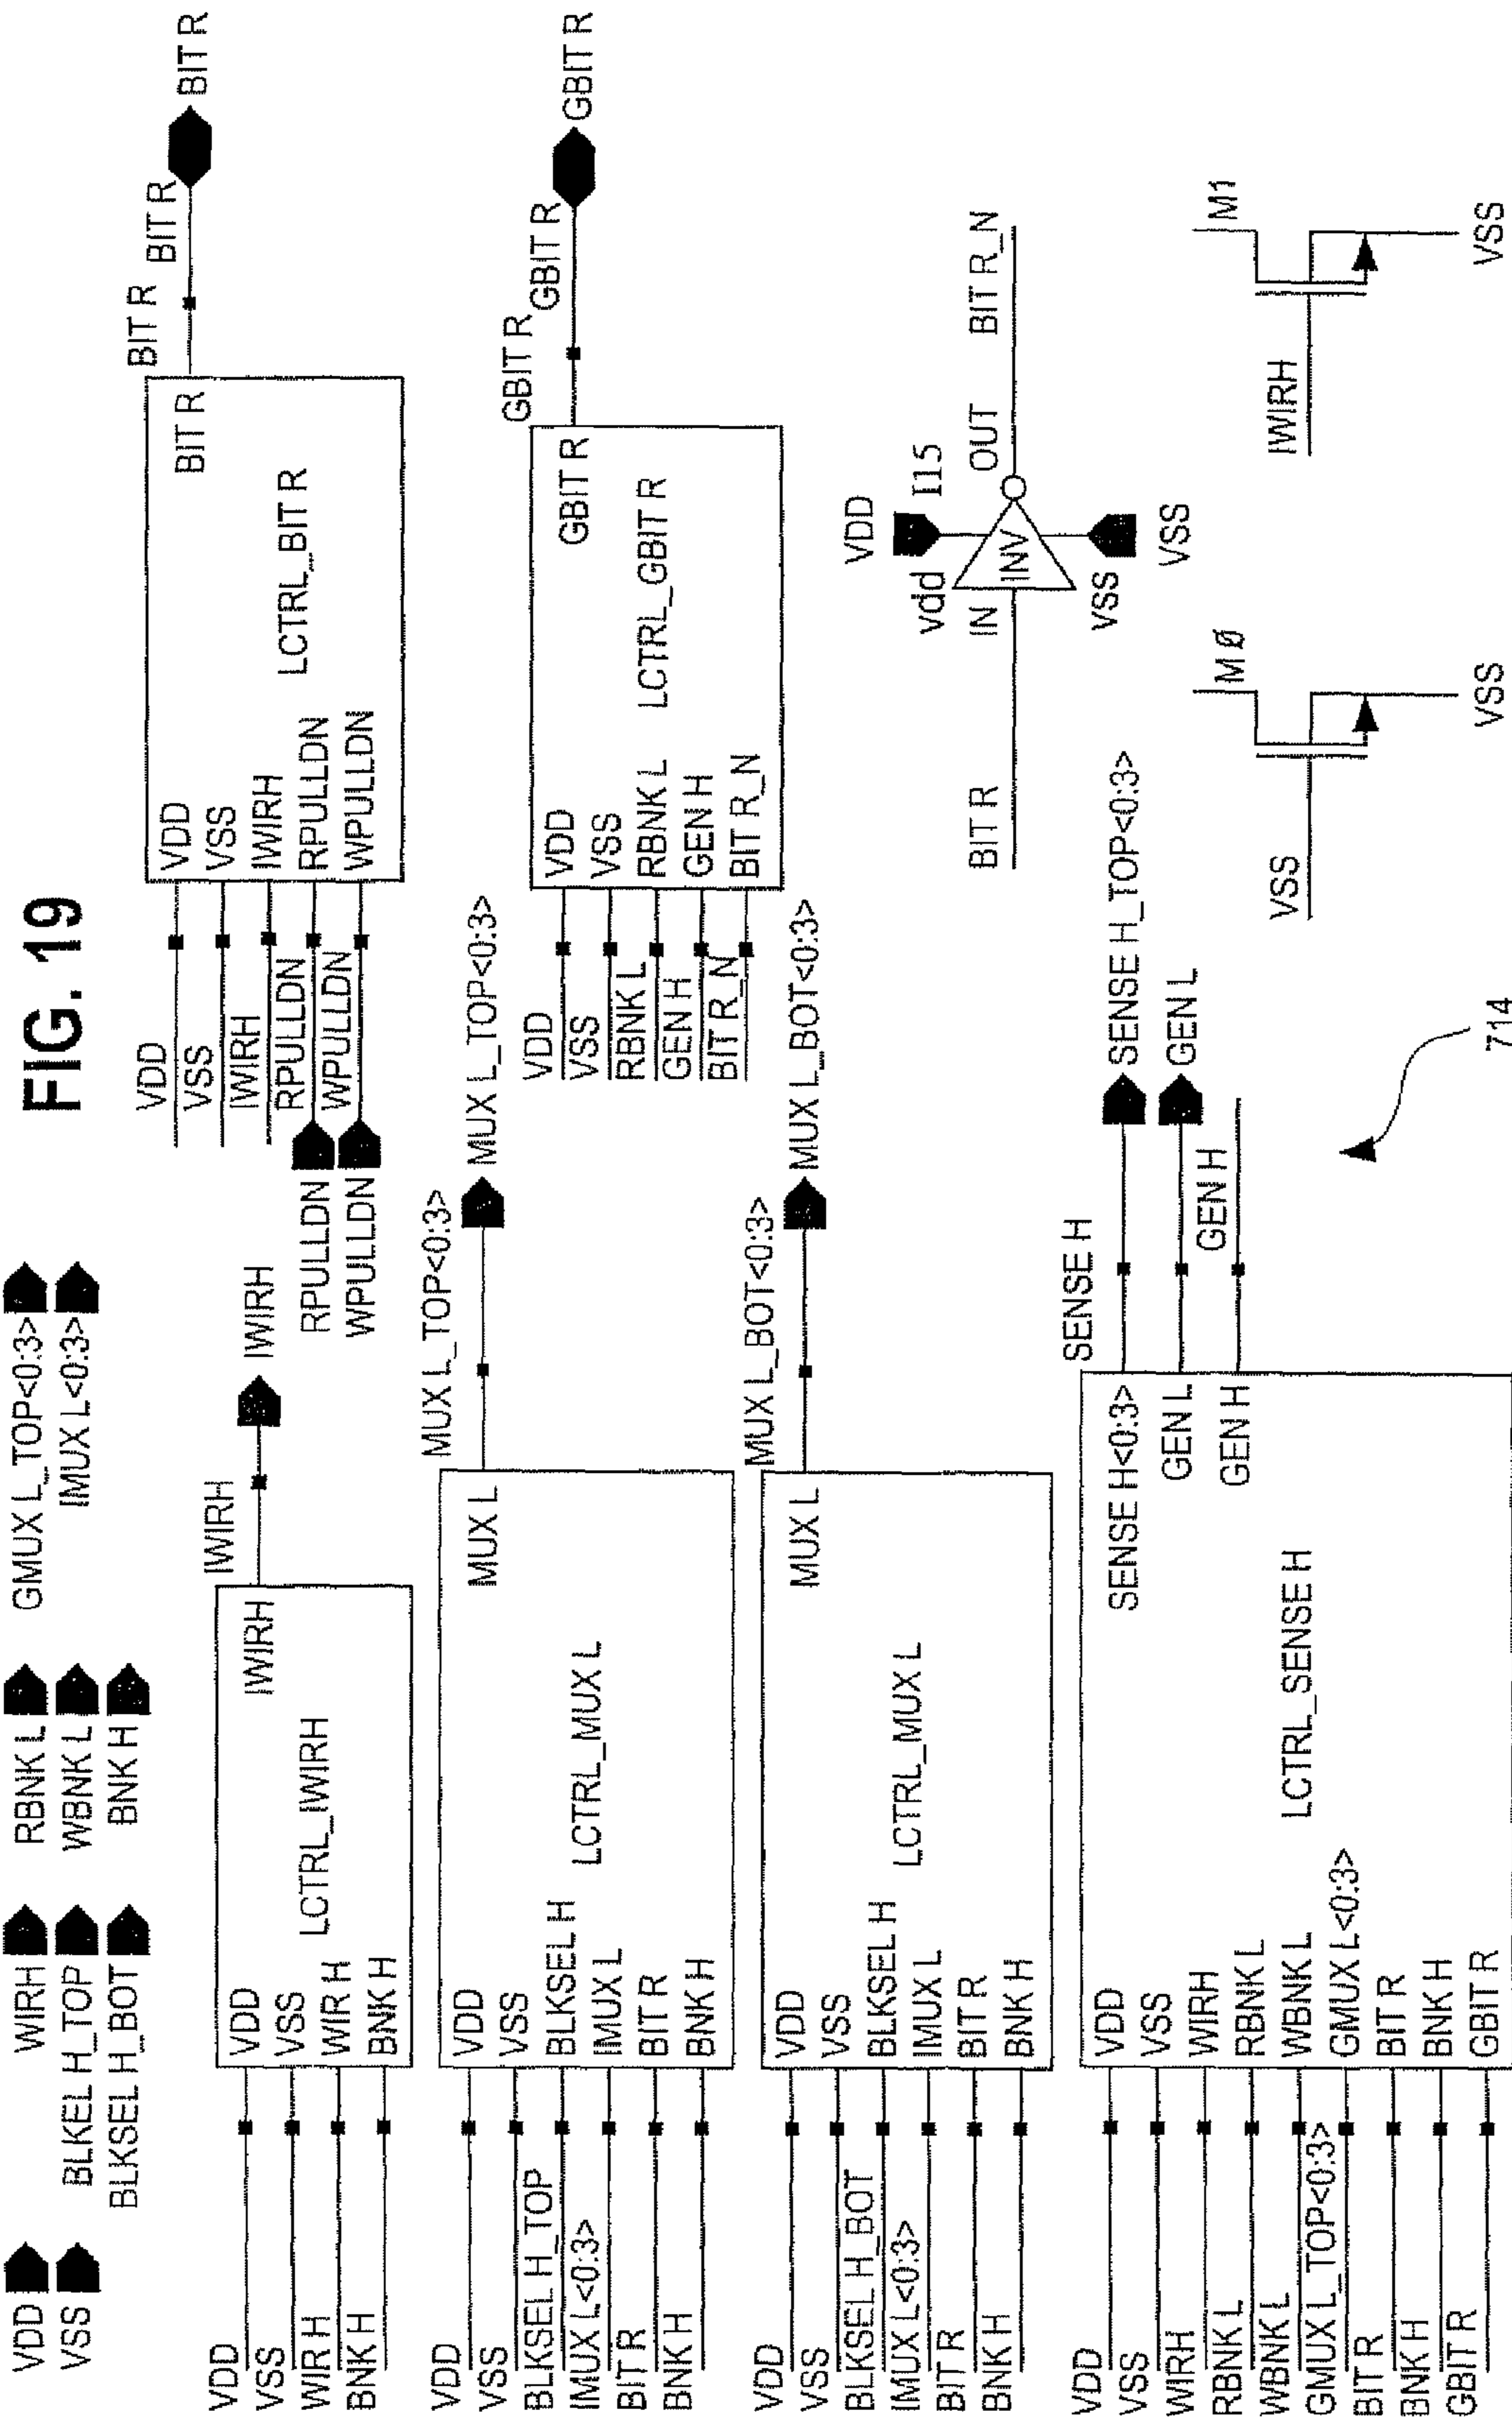 FIG. 19
VDD
VSS
WIRH
BLKEL H_TOP
BLKSEL H_BOT
RBNK L
WBNK L
BNK H
GMUX L_TOP<0:3>
IMUX L<0:3>
VDD
VSS
WIR H
BNK H
VDD
VSS
WIR H
BNK H
LCTRL_IWIRH
IWIRH
IWIRH
IWIRH
VDD
VSS
BLKSEL H_TOP
IMUX L<0:3>
BIT R
BNK H
VDD
VSS
BLKSEL H
IMUX L
BIT R
BNK H
LCTRL_MUX L
MUX L
MUX L_TOP<0:3>
MUX L_TOP<0:3>
VDD
VSS
BLKSEL H_BOT
IMUX L<0:3>
BIT R
BNK H
VDD
VSS
BLKSEL H
IMUX L
BIT R
BNK H
LCTRL_MUX L
MUX L
MUX L_BOT<0:3>
MUX L_BOT<0:3>
VDD
VSS
WIRH
RBNK L
WBNK L
GMUX L_TOP<0:3>
BIT R
BNK H
GBIT R
VDD
VSS
WIRH
RBNK L
WBNK L
GMUX L<0:3>
BIT R
BNK H
GBIT R
LCTRL_SENSE H
SENSE H<0:3>
GEN L
GEN H
SENSE H
SENSE H_TOP<0:3>
GEN L
GEN H
VDD
VSS
IWIRH
RPULLDN
WPULLDN
RPULLDN
WPULLDN
VDD
VSS
IWIRH
RPULLDN
WPULLDN
LCTRL_BIT R
BIT R
BIT R
BIT R
BIT R
VDD
VSS
RBNK L
GEN H
BIT R_N
VDD
VSS
RBNK L
GEN H
BIT R_N
LCTRL_GBIT R
GBIT R
GBIT R
GBIT R
GBIT R
BIT R
IN
vdd
VDD
I15
INV
vss
VSS
OUT
BIT R_N
VSS
M Ø
VSS
IWIRH
M1
VSS
714